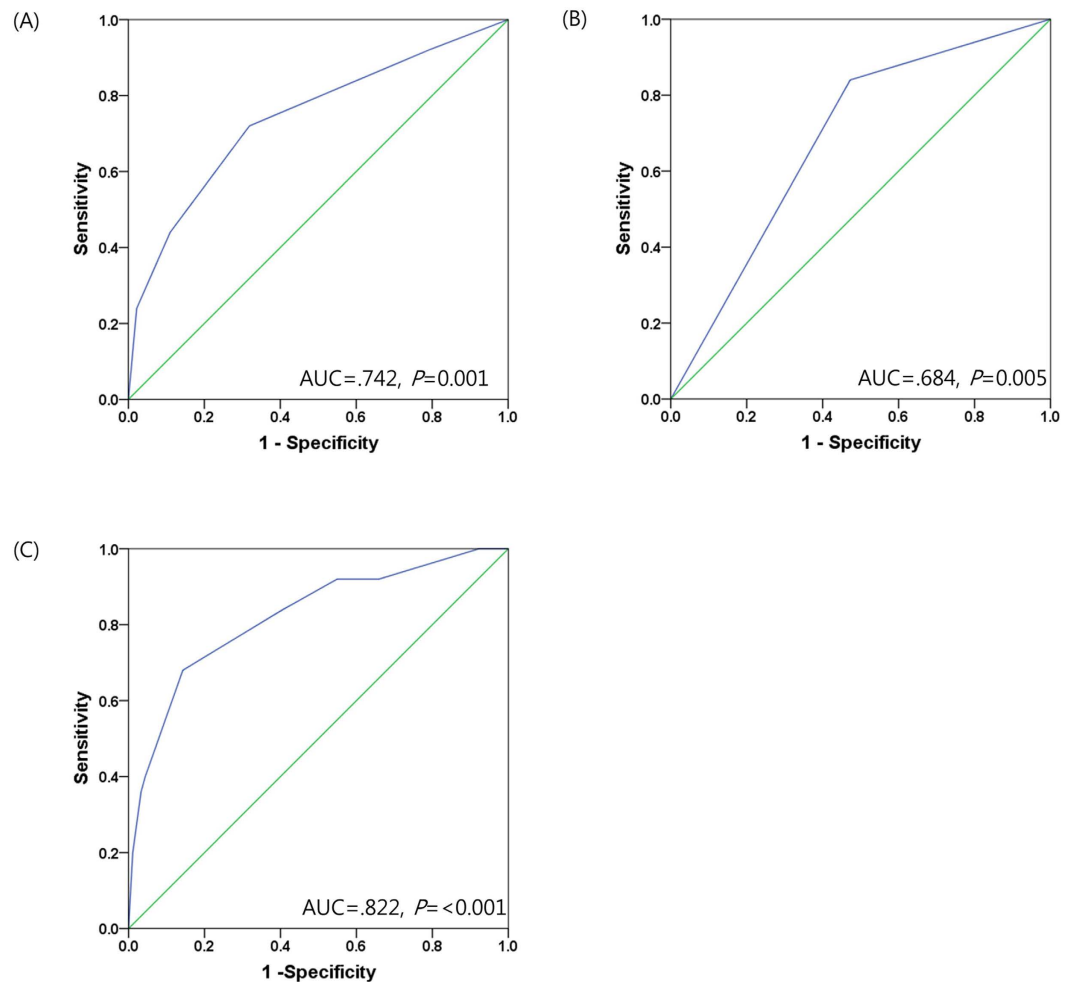 (A)
1.0
0.8
0.6
0.4
0.2
0.0
Sensitivity
AUC=.742, P=0.001
0.0 0.2 0.4 0.6 0.8 1.0
1 - Specificity
(B)
1.0
0.8
0.6
0.4
0.2
0.0
Sensitivity
AUC=.684, P=0.005
0.0 0.2 0.4 0.6 0.8 1.0
1 - Specificity
(C)
1.0
0.8
0.6
0.4
0.2
0.0
Sensitivity
AUC=.822, P=<0.001
0.0 0.2 0.4 0.6 0.8 1.0
1 -Specificity